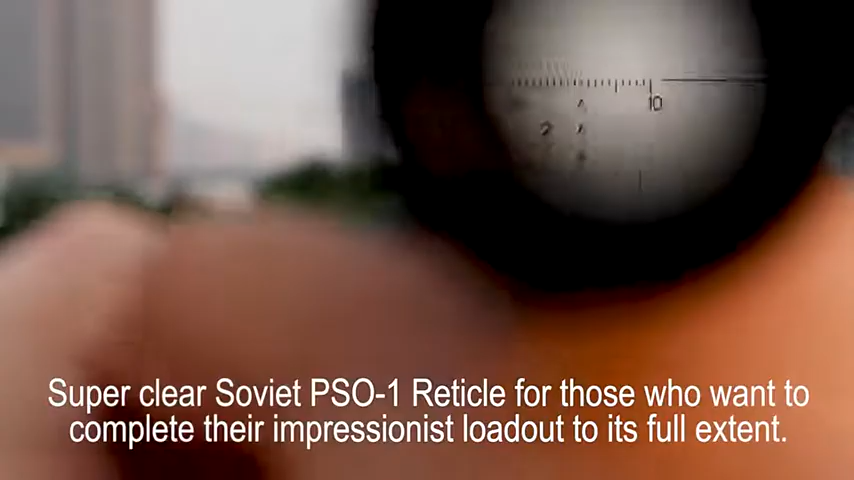 10
2
Super clear Soviet PSO-1 Reticle for those who want to
complete their impressionist loadout to its full extent.